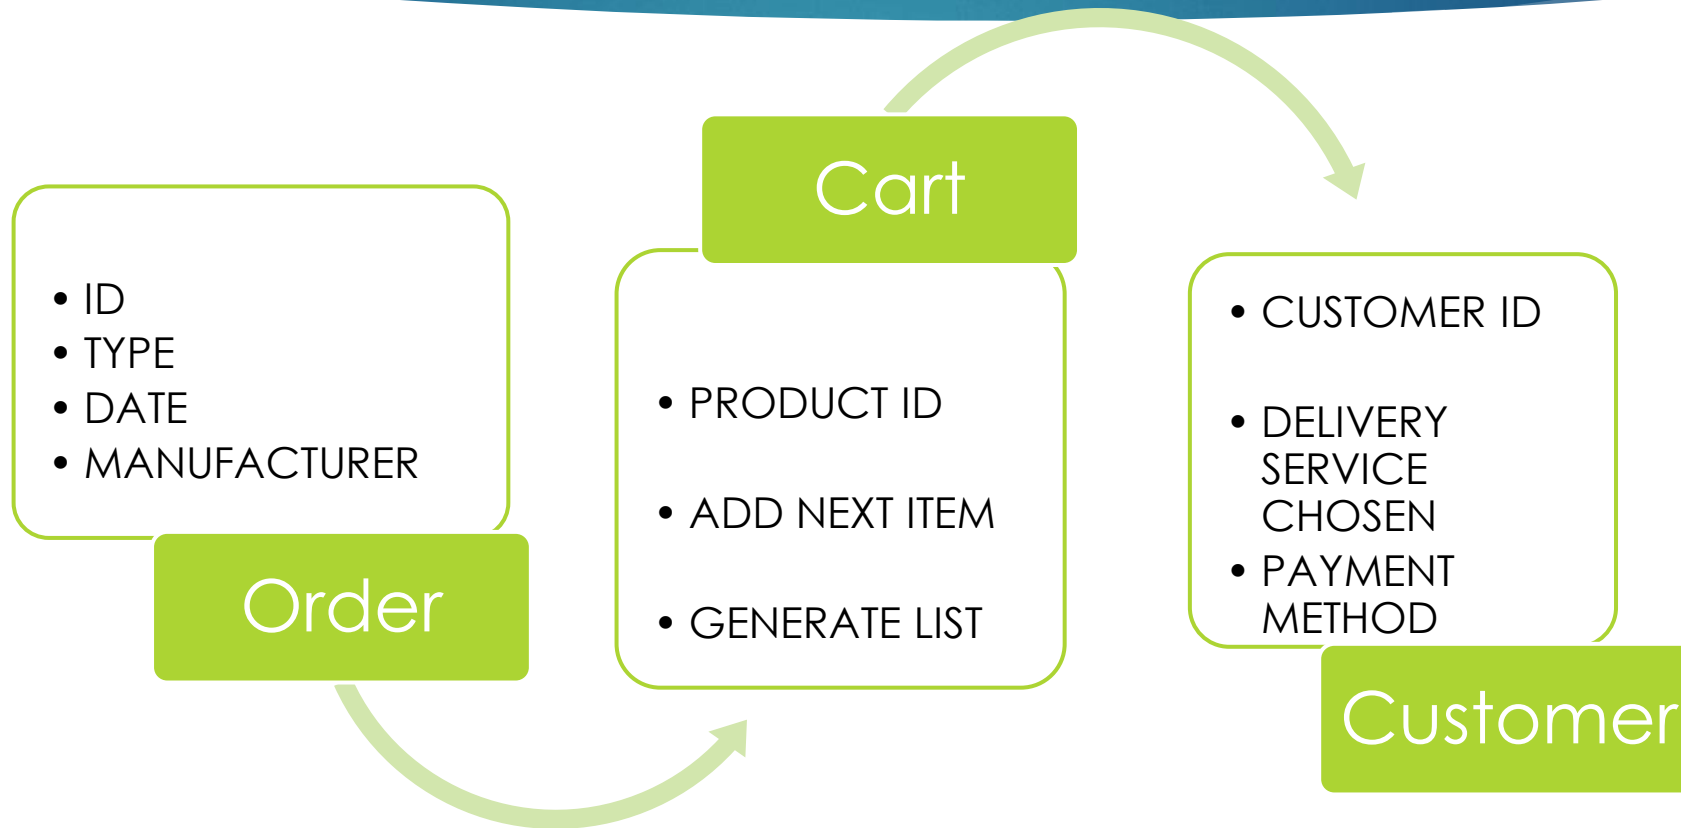 • ID
• TYPE
• DATE
• MANUFACTURER
Order
Cart
• PRODUCT ID
• ADD NEXT ITEM
• GENERATE LIST
• CUSTOMER ID
• DELIVERY
SERVICE
CHOSEN
• PAYMENT
METHOD
Customer